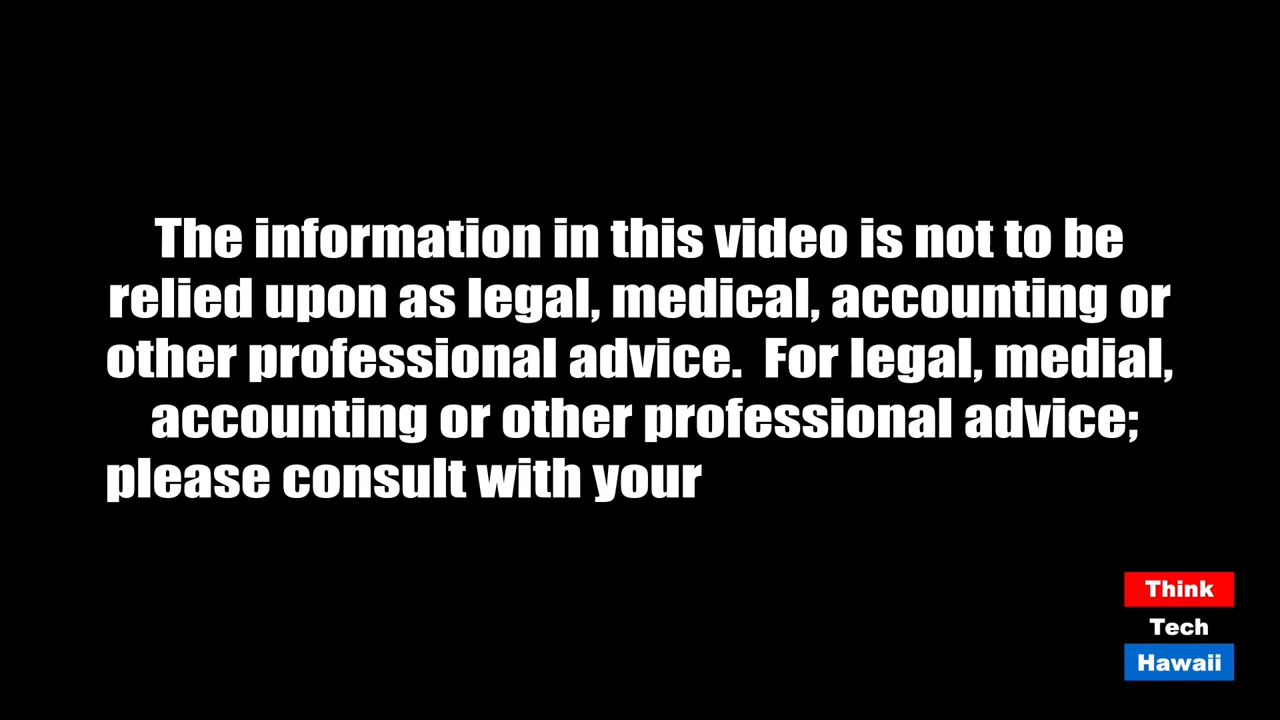 The information in this video is not to be
relied upon as legal, medical, accounting or
other professional advice.  For legal, medial,
accounting or other professional advice;
please consult with your
Think
Tech
Hawaii